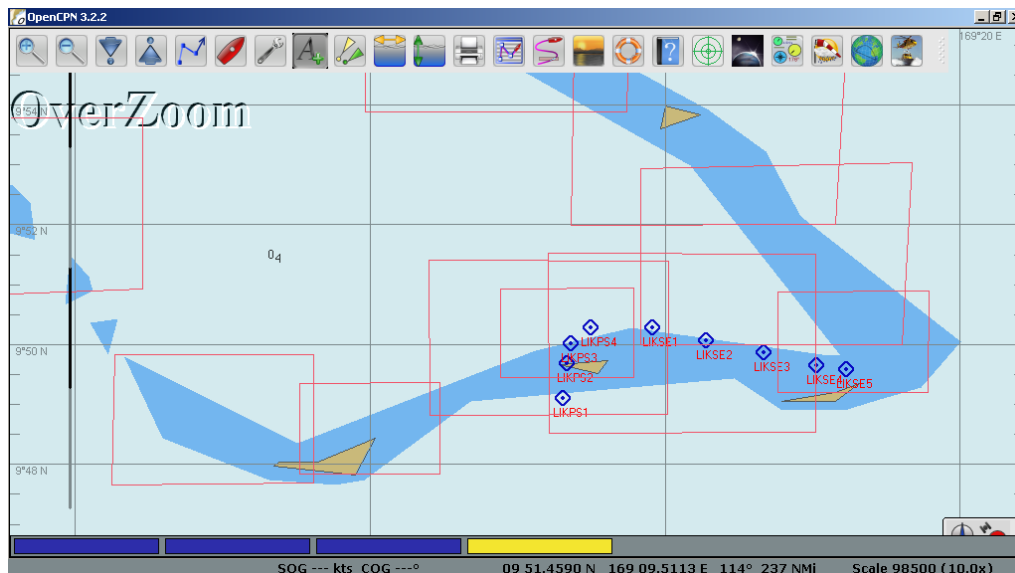 OpenCPN 3.2.2
169°20 E
9°54 N
OverZoom
9°52 N
04
9°50 N
LIKPS4
LIKSE1
LIKSE2
LIKPS3
LIKSE3
LIKPS2
LIKSE4
LIKSE5
LIKPS1
9°48 N
N
SOG --- kts COG ---°
09 51.4590 N 169 09.5113 E 114° 237 NMi
Scale 98500 (10.0x)